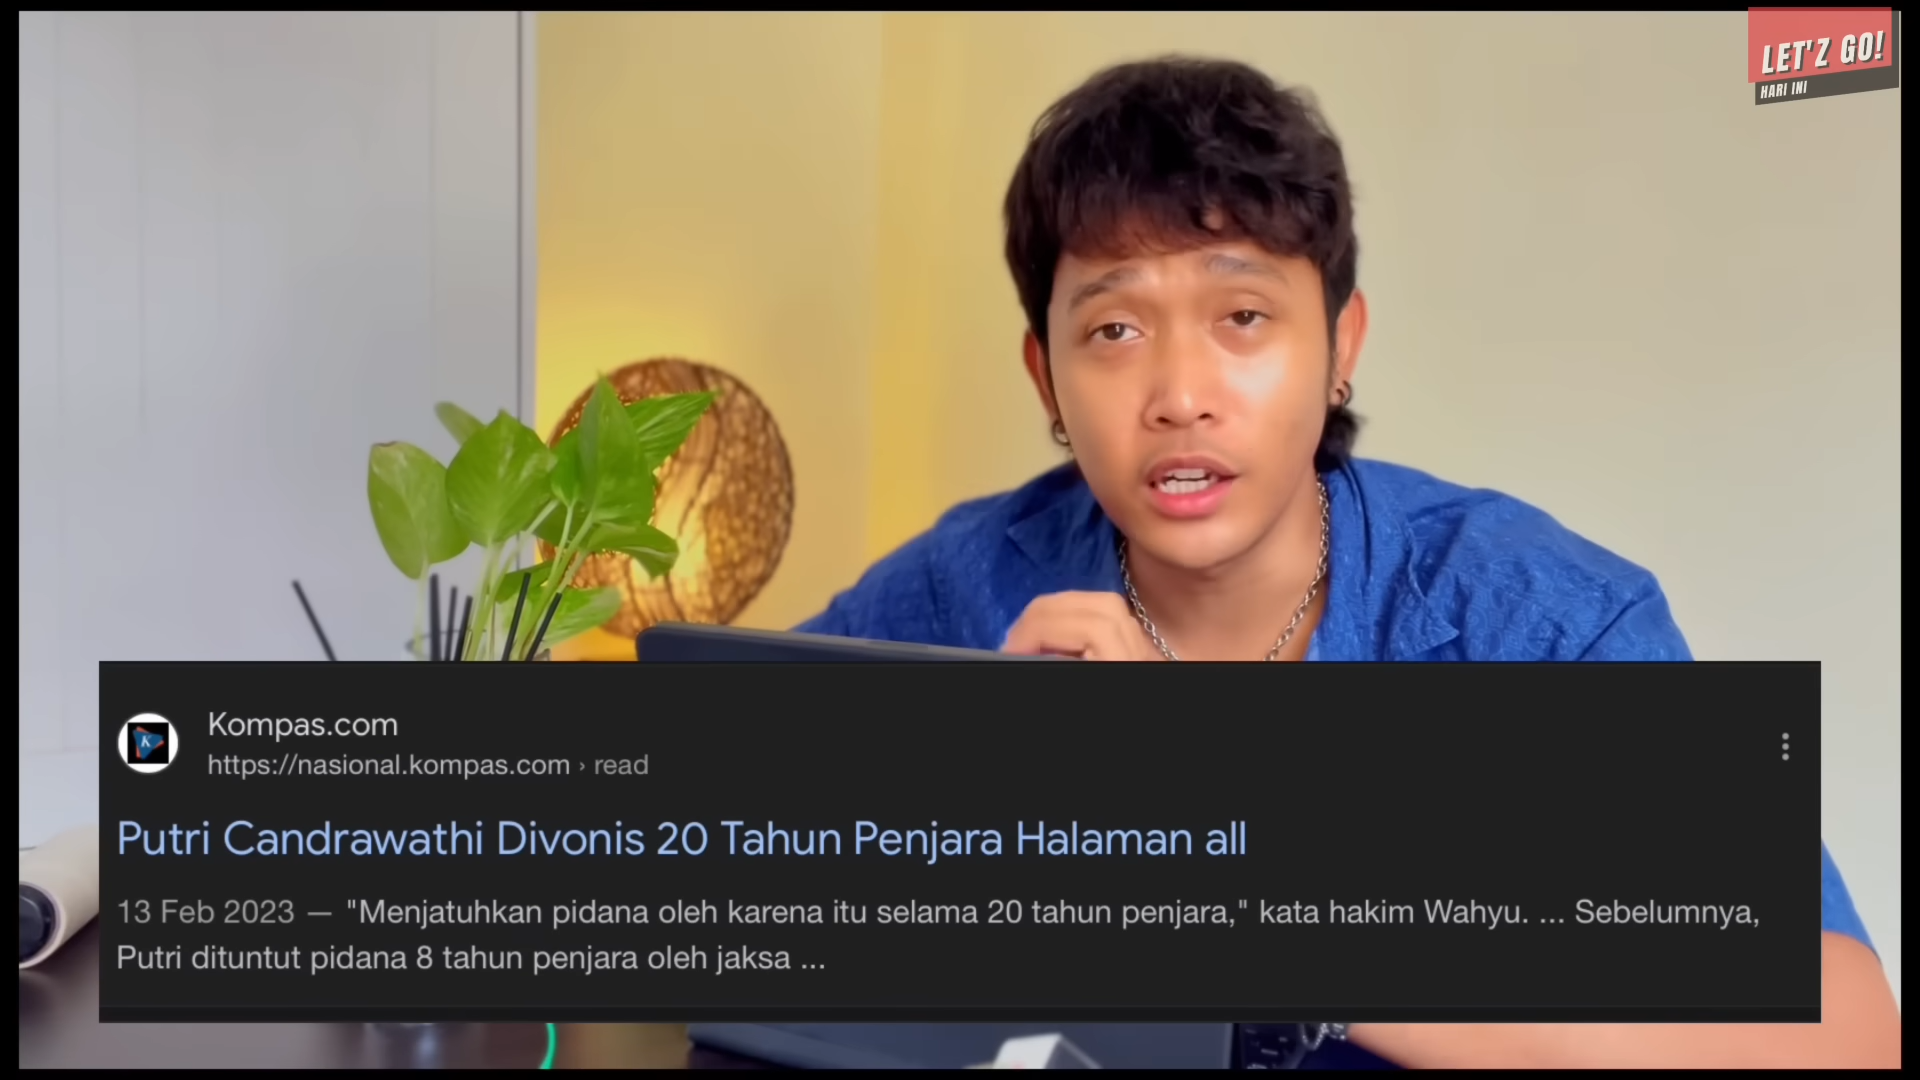 LET'Z GO!
HARI INI
K
Kompas.com
https://nasional.kompas.com › read
Putri Candrawathi Divonis 20 Tahun Penjara Halaman all
13 Feb 2023 — "Menjatuhkan pidana oleh karena itu selama 20 tahun penjara," kata hakim Wahyu. ... Sebelumnya,
Putri dituntut pidana 8 tahun penjara oleh jaksa ...